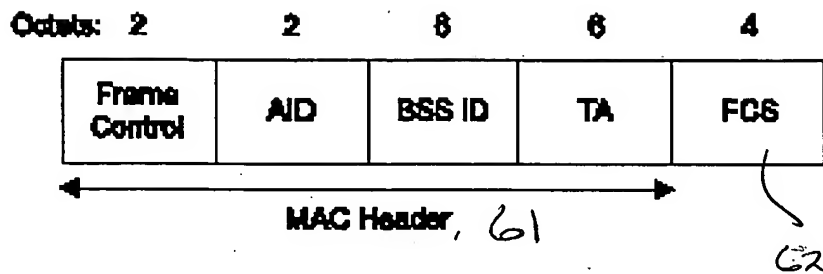 Octets: 2 2 6 6 4
Frame Control AID BSS ID TA FCS
MAC Header, 61
62